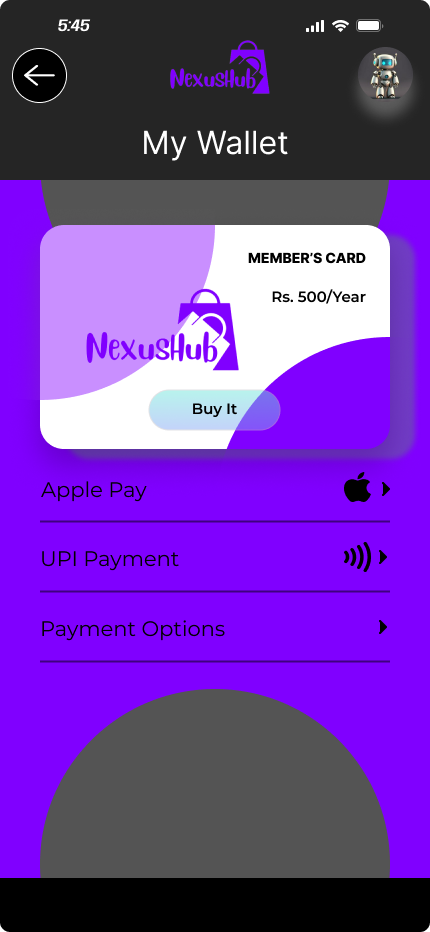 5:45
NexusHub
My Wallet
MEMBER'S CARD
Rs. 500/Year
NexusHub
Buy It
Apple Pay
UPI Payment
Payment Options